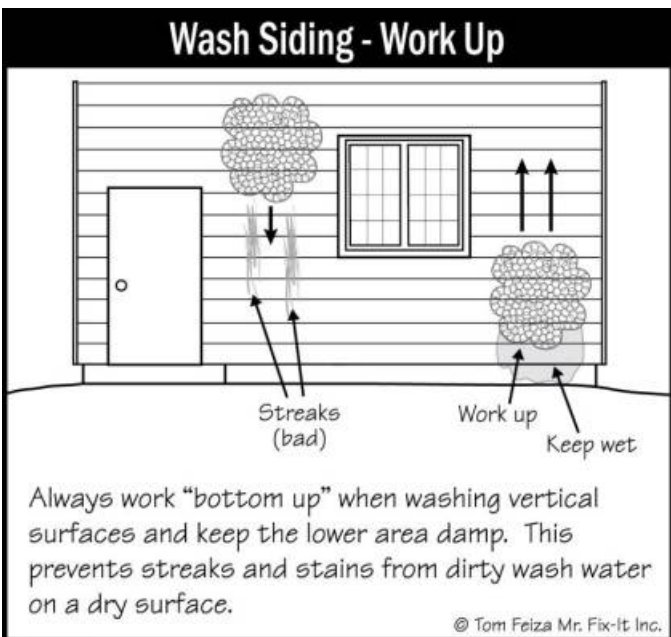 Wash Siding - Work Up
Streaks
(bad)
Work up
Keep wet
Always work “bottom up” when washing vertical
surfaces and keep the lower area damp. This
prevents streaks and stains from dirty wash water
on a dry surface.
© Tom Feiza Mr. Fix-It Inc.